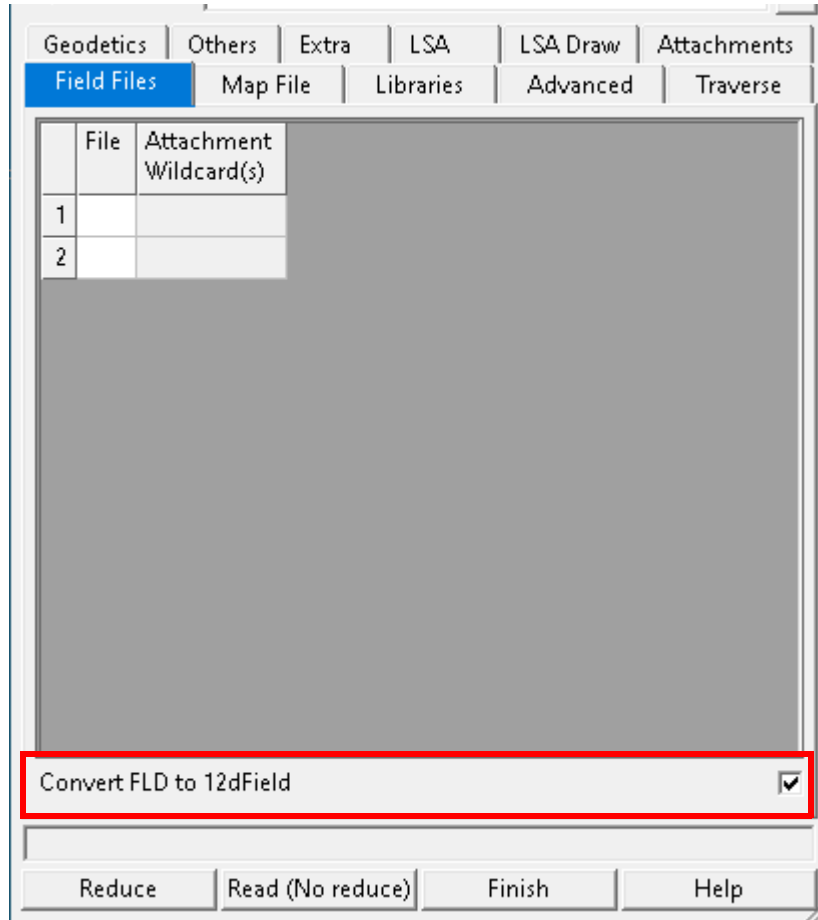 Geodetics Others Extra LSA LSA Draw Attachments
Field Files Map File Libraries Advanced Traverse
File Attachment
Wildcard(s)
1
2
Convert FLD to 12dField
Reduce Read (No reduce) Finish Help